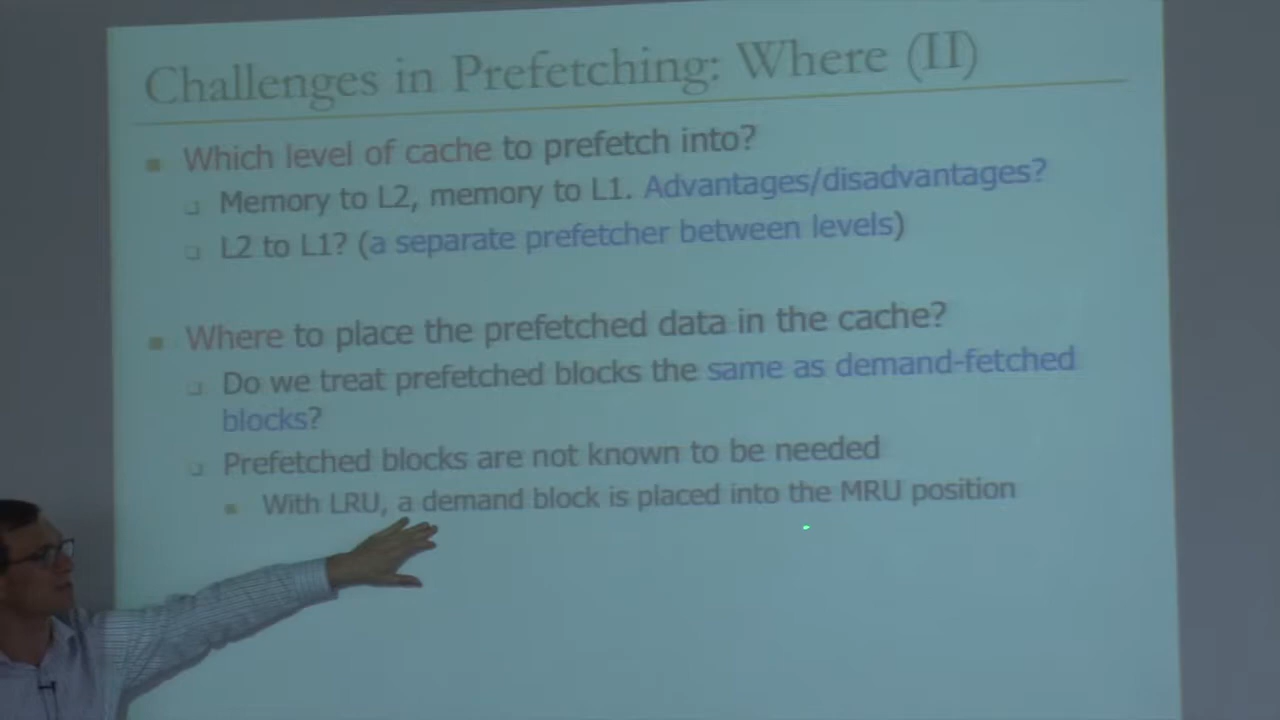 Challenges in Prefetching: Where (II)
Which level of cache to prefetch into?
Memory to L2, memory to L1. Advantages/disadvantages?
L2 to L1? (a separate prefetcher between levels)
Where to place the prefetched data in the cache?
Do we treat prefetched blocks the same as demand-fetched
blocks?
Prefetched blocks are not known to be needed
With LRU, a demand block is placed into the MRU position